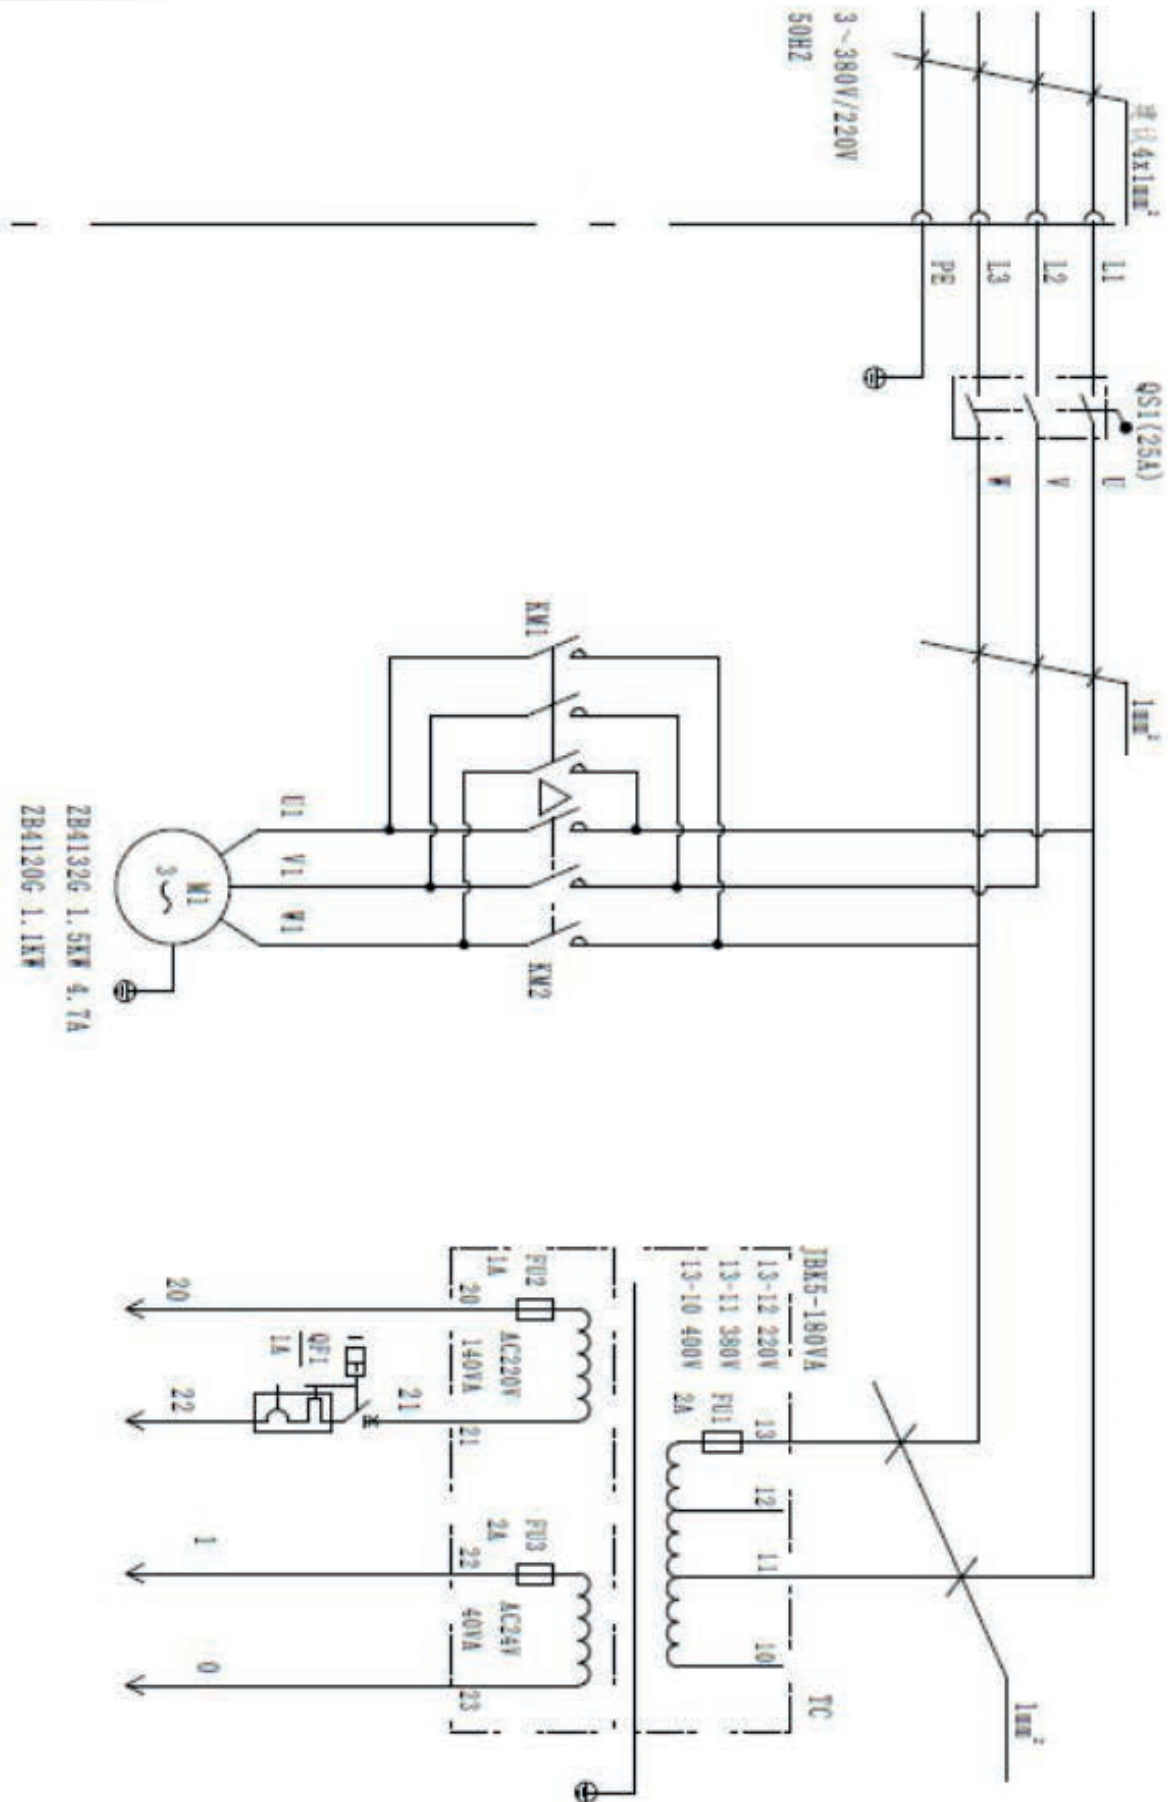 4x1mm²
3~380V/220V
50HZ
L1
L2
L3
PE
QS1(25A)
U
V
W
1mm²
KM1
KM2
U1
V1
W1
M1
3~
ZB4132G 1.5KW 4.7A
ZB4120G 1.1KW
JBK5-180VA
13-12 220V
13-11 380V
13-10 400V
FU1
2A
13
12
11
10
TC
1mm²
FU2
1A
20
AC220V
140VA
21
FU3
2A
22
AC24V
40VA
23
20
QF1
1A
21
22
1
0